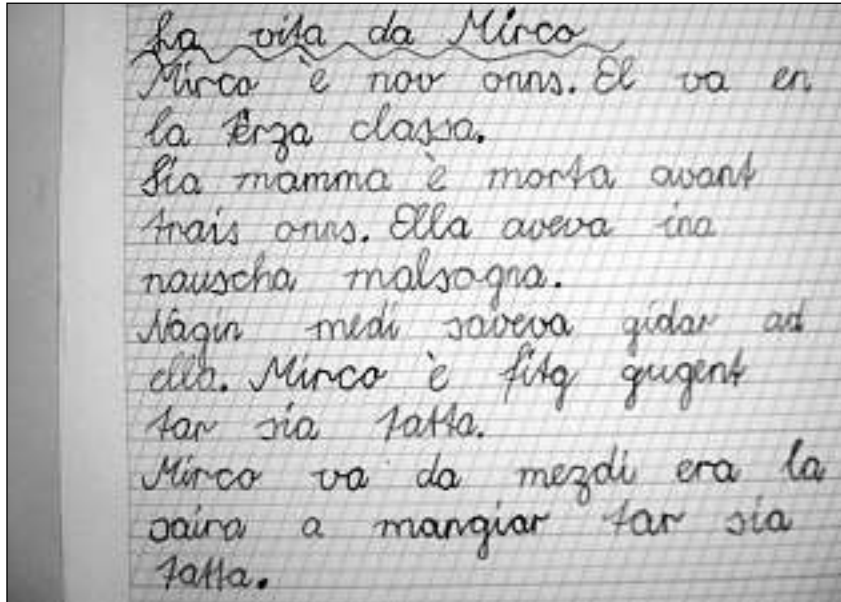 La vita da Mirco
Mirco è nov onns. El va en
la terza classa.
Sia mamma è morta avant
trais onns. Ella aveva ina
nauscha malsogna.
Nagin medi saveva gidar ad
ella. Mirco è fitg gugent
tar sia tatta.
Mirco va da mezdi era la
saira a mangiar tar sia
tatta.